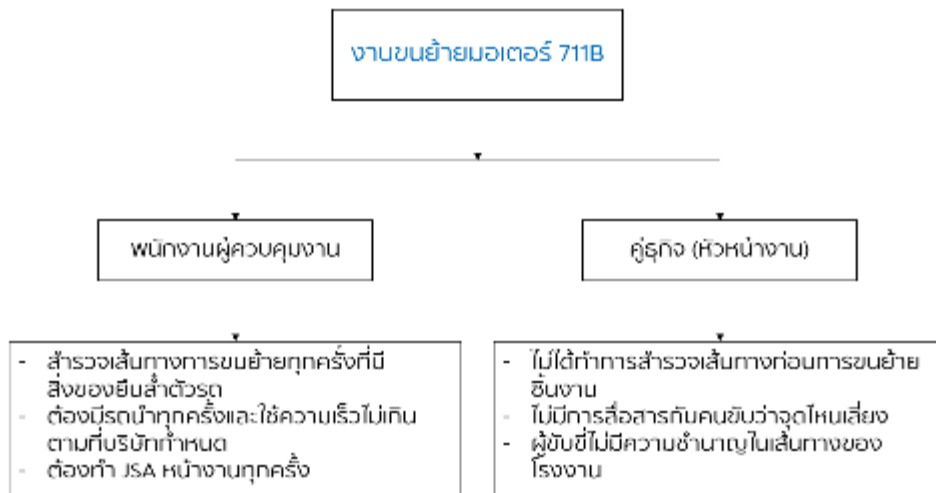 งานขนย้ายมอเตอร์ 711B
พนักงานผู้ควบคุมงาน
คู่ธุรกิจ (หัวหน้างาน)
- สำรวจเส้นทางการขนย้ายทุกครั้งที่มี
สิ่งของยื่นล้ำตัวรถ
- ต้องมีรถนำทุกครั้งและใช้ความเร็วไม่เกิน
ตามที่บริษัทกำหนด
- ต้องทำ JSA หน้างานทุกครั้ง
- ไม่ได้ทำการสำรวจเส้นทางก่อนการขนย้าย
ชิ้นงาน
- ไม่มีการสื่อสารกับคนขับว่าจุดไหนเสี่ยง
- ผู้ขับขี่ไม่มีความชำนาญในเส้นทางของ
โรงงาน